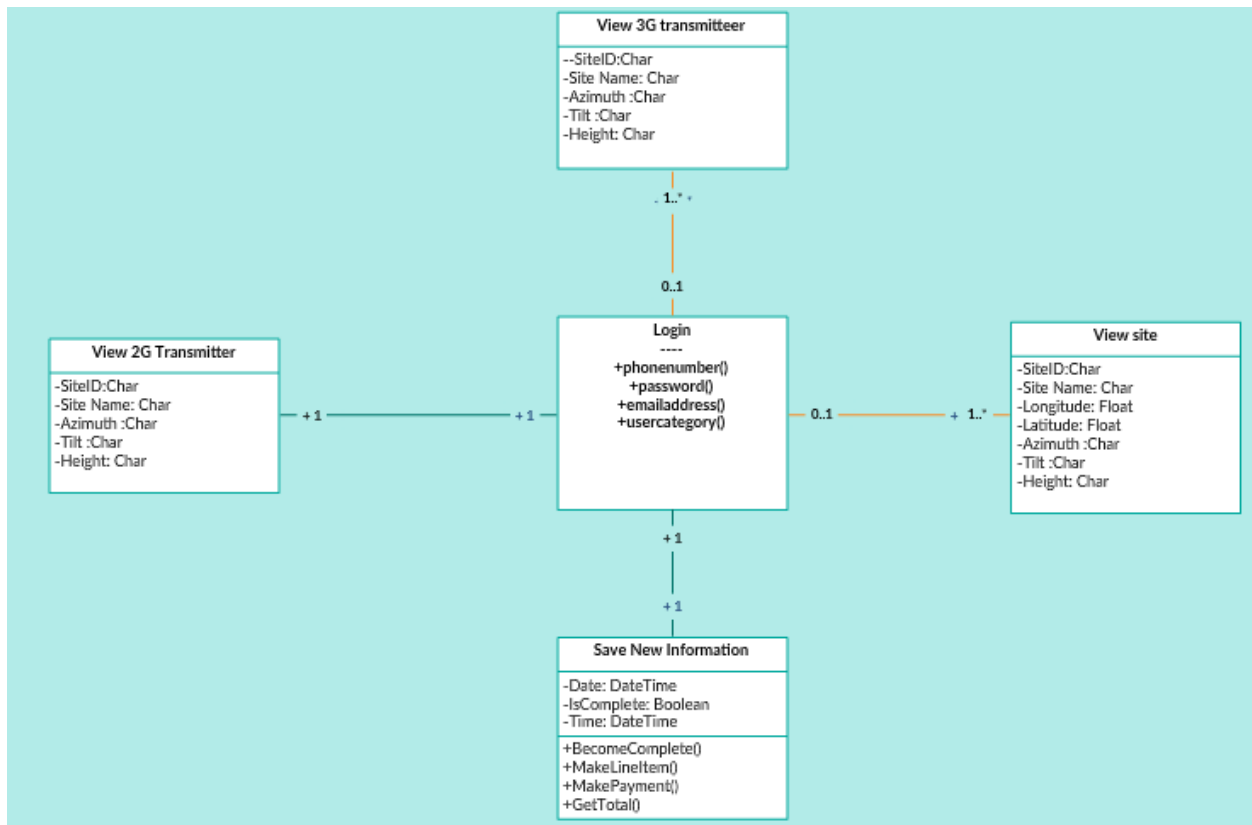 View 3G transmitteer
--SiteID:Char
-Site Name: Char
-Azimuth :Char
-Tilt :Char
-Height: Char
. 1..* +
0..1
View 2G Transmitter
-SiteID:Char
-Site Name: Char
-Azimuth :Char
-Tilt :Char
-Height: Char
+ 1
+ 1
Login
----
+phonenumber()
+password()
+emailaddress()
+usercategory()
0..1
+ 1..*
View site
-SiteID:Char
-Site Name: Char
-Longitude: Float
-Latitude: Float
-Azimuth :Char
-Tilt :Char
-Height: Char
+ 1
+ 1
Save New Information
-Date: DateTime
-IsComplete: Boolean
-Time: DateTime
+BecomeComplete()
+MakeLineItem()
+MakePayment()
+GetTotal()